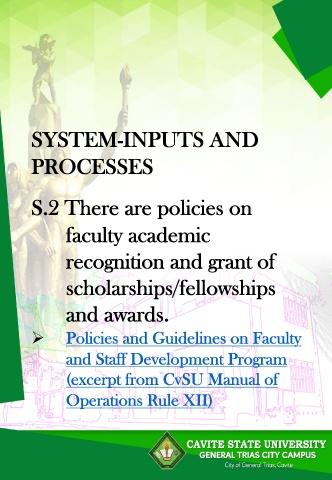 SYSTEM-INPUTS AND
PROCESSES
S.2 There are policies on
faculty academic
recognition and grant of
scholarships/fellowships
and awards.
➤ Policies and Guidelines on Faculty
and Staff Development Program
(excerpt from CvSU Manual of
Operations Rule XII)
CAVITE STATE UNIVERSITY
GENERAL TRIAS CITY CAMPUS
City of General Trias, Cavite